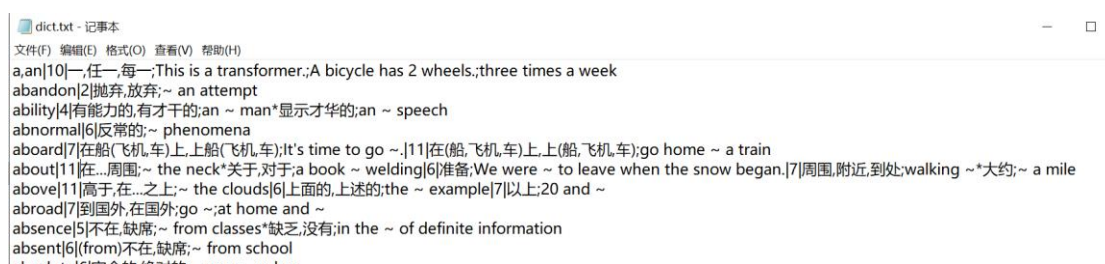 dict.txt - 记事本
文件(F) 编辑(E) 格式(O) 查看(V) 帮助(H)
a,an|10|一,任一,每一;This is a transformer.;A bicycle has 2 wheels.;three times a week
abandon|2|抛弃,放弃;~ an attempt
ability|4|有能力的,有才干的;an ~ man*显示才华的;an ~ speech
abnormal|6|反常的;~ phenomena
aboard|7|在船(飞机,车)上,上船(飞机,车);It's time to go ~.|11|在(船,飞机,车)上,上(船,飞机,车);go home ~ a train
about|11|在...周围;~ the neck*关于,对于;a book ~ welding|6|准备;We were ~ to leave when the snow began.|7|周围,附近,到处;walking ~*大约;~ a mile
above|11|高于,在...之上;~ the clouds|6|上面的,上述的;the ~ example|7|以上;20 and ~
abroad|7|到国外,在国外;go ~;at home and ~
absence|5|不在,缺席;~ from classes*缺乏,没有;in the ~ of definite information
absent|6|(from)不在,缺席;~ from school